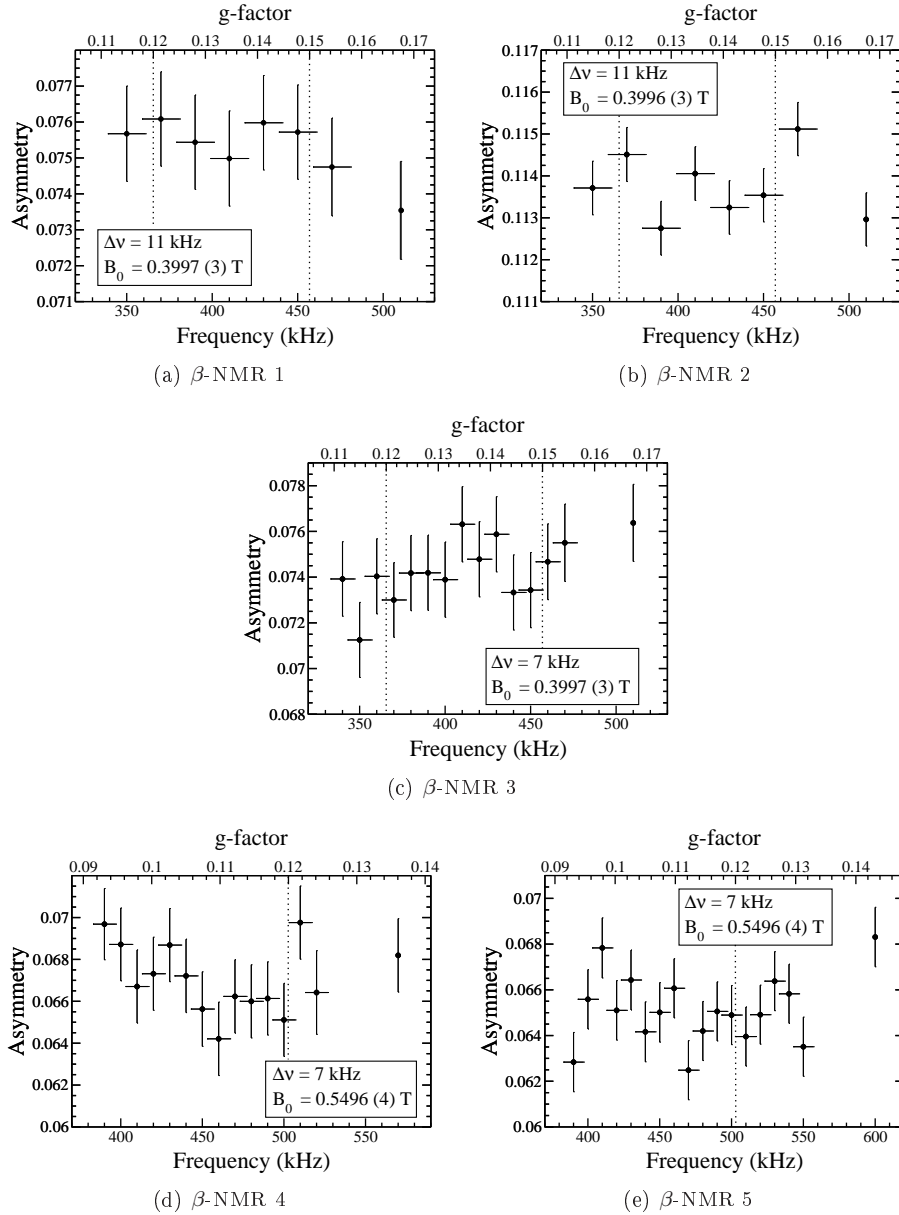 g-factor
0.11 0.12 0.13 0.14 0.15 0.16 0.17
0.077
0.076
0.075
0.074
0.073
0.072
0.071
Asymmetry
Δν = 11 kHz
B0 = 0.3997 (3) T
350 400 450 500
Frequency (kHz)
(a) β-NMR 1
g-factor
0.11 0.12 0.13 0.14 0.15 0.16 0.17
0.117
0.116
0.115
0.114
0.113
0.112
0.111
Asymmetry
Δν = 11 kHz
B0 = 0.3996 (3) T
350 400 450 500
Frequency (kHz)
(b) β-NMR 2
g-factor
0.11 0.12 0.13 0.14 0.15 0.16 0.17
0.078
0.076
0.074
0.072
0.07
0.068
Asymmetry
Δν = 7 kHz
B0 = 0.3997 (3) T
350 400 450 500
Frequency (kHz)
(c) β-NMR 3
g-factor
0.09 0.1 0.11 0.12 0.13 0.14
0.07
0.068
0.066
0.064
0.062
0.06
Asymmetry
Δν = 7 kHz
B0 = 0.5496 (4) T
400 450 500 550
Frequency (kHz)
(d) β-NMR 4
g-factor
0.09 0.1 0.11 0.12 0.13 0.14
0.07
0.068
0.066
0.064
0.062
0.06
Asymmetry
Δν = 7 kHz
B0 = 0.5496 (4) T
400 450 500 550 600
Frequency (kHz)
(e) β-NMR 5